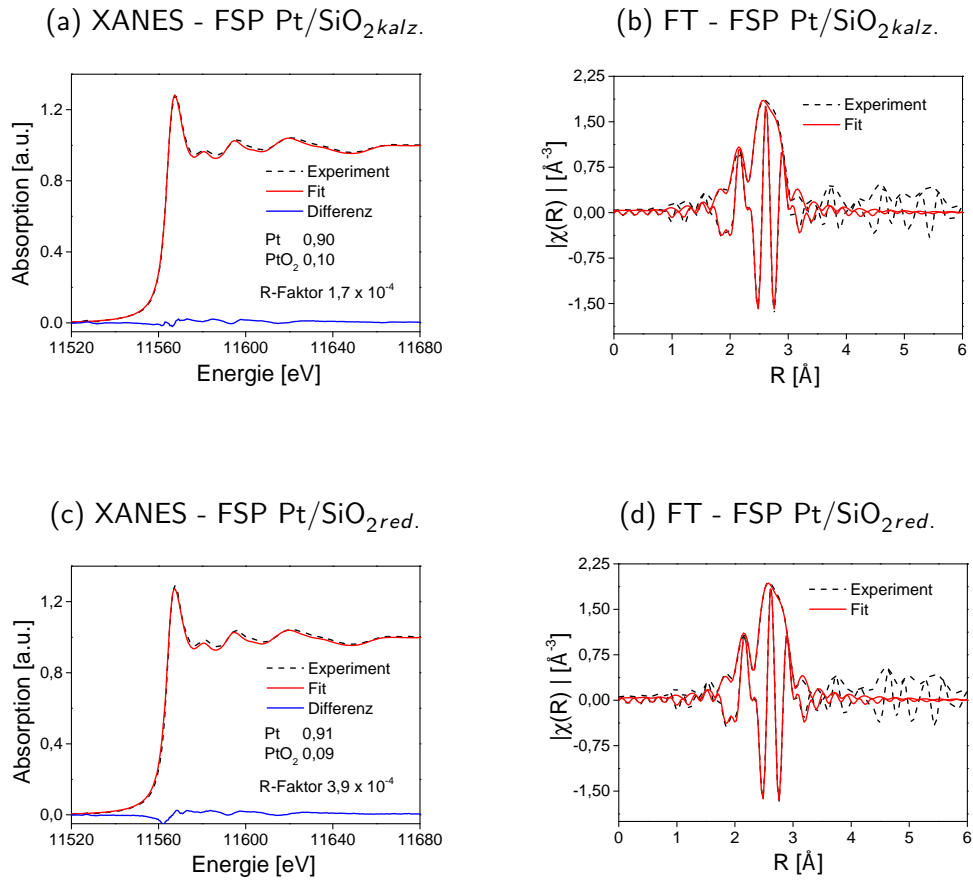 (a) XANES - FSP Pt/SiO2kalz.
1.2
0.8
0.4
0.0
Absorption [a.u.]
Experiment
Fit
Differenz
Pt 0,90
PtO2 0,10
R-Faktor 1,7 x 10-4
11520 11560 11600 11640 11680
Energie [eV]
(b) FT - FSP Pt/SiO2kalz.
2,25
1,50
0,75
0,00
-0,75
-1,50
|χ(R) | [Å-3]
Experiment
Fit
0 1 2 3 4 5 6
R [Å]
(c) XANES - FSP Pt/SiO2red.
1,2
0,8
0,4
0,0
Absorption [a.u.]
Experiment
Fit
Differenz
Pt 0,91
PtO2 0,09
R-Faktor 3,9 x 10-4
11520 11560 11600 11640 11680
Energie [eV]
(d) FT - FSP Pt/SiO2red.
2,25
1,50
0,75
0,00
-0,75
-1,50
|χ(R) | [Å-3]
Experiment
Fit
0 1 2 3 4 5 6
R [Å]